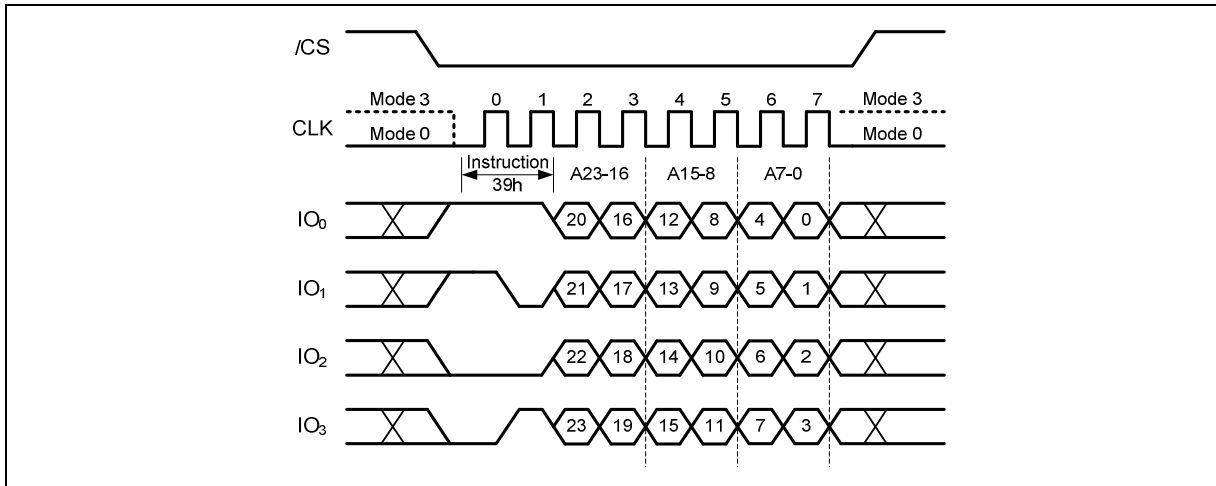 /CS
Mode 3 0 1 2 3 4 5 6 7 Mode 3
CLK Mode 0 Mode 0
Instruction
39h A23-16 A15-8 A7-0
IO₀ 20 16 12 8 4 0
IO₁ 21 17 13 9 5 1
IO₂ 22 18 14 10 6 2
IO₃ 23 19 15 11 7 3